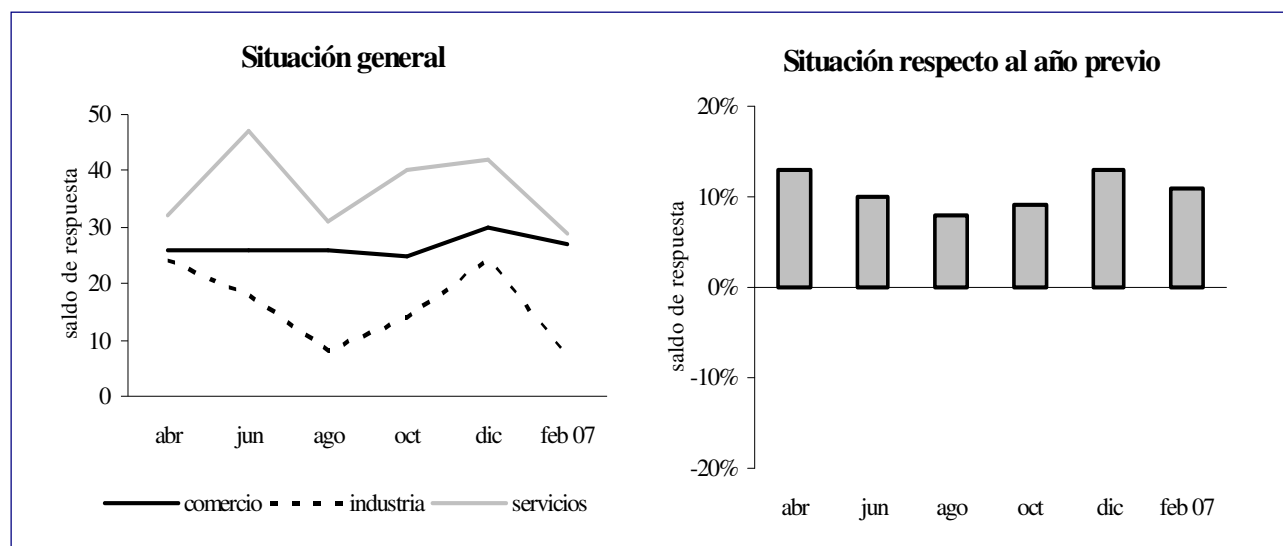 Situación general
saldo de respuesta
50
40
30
20
10
0
abr jun ago oct dic feb 07
comercio industria servicios
Situación respecto al año previo
saldo de respuesta
20%
10%
0%
-10%
-20%
abr jun ago oct dic feb 07